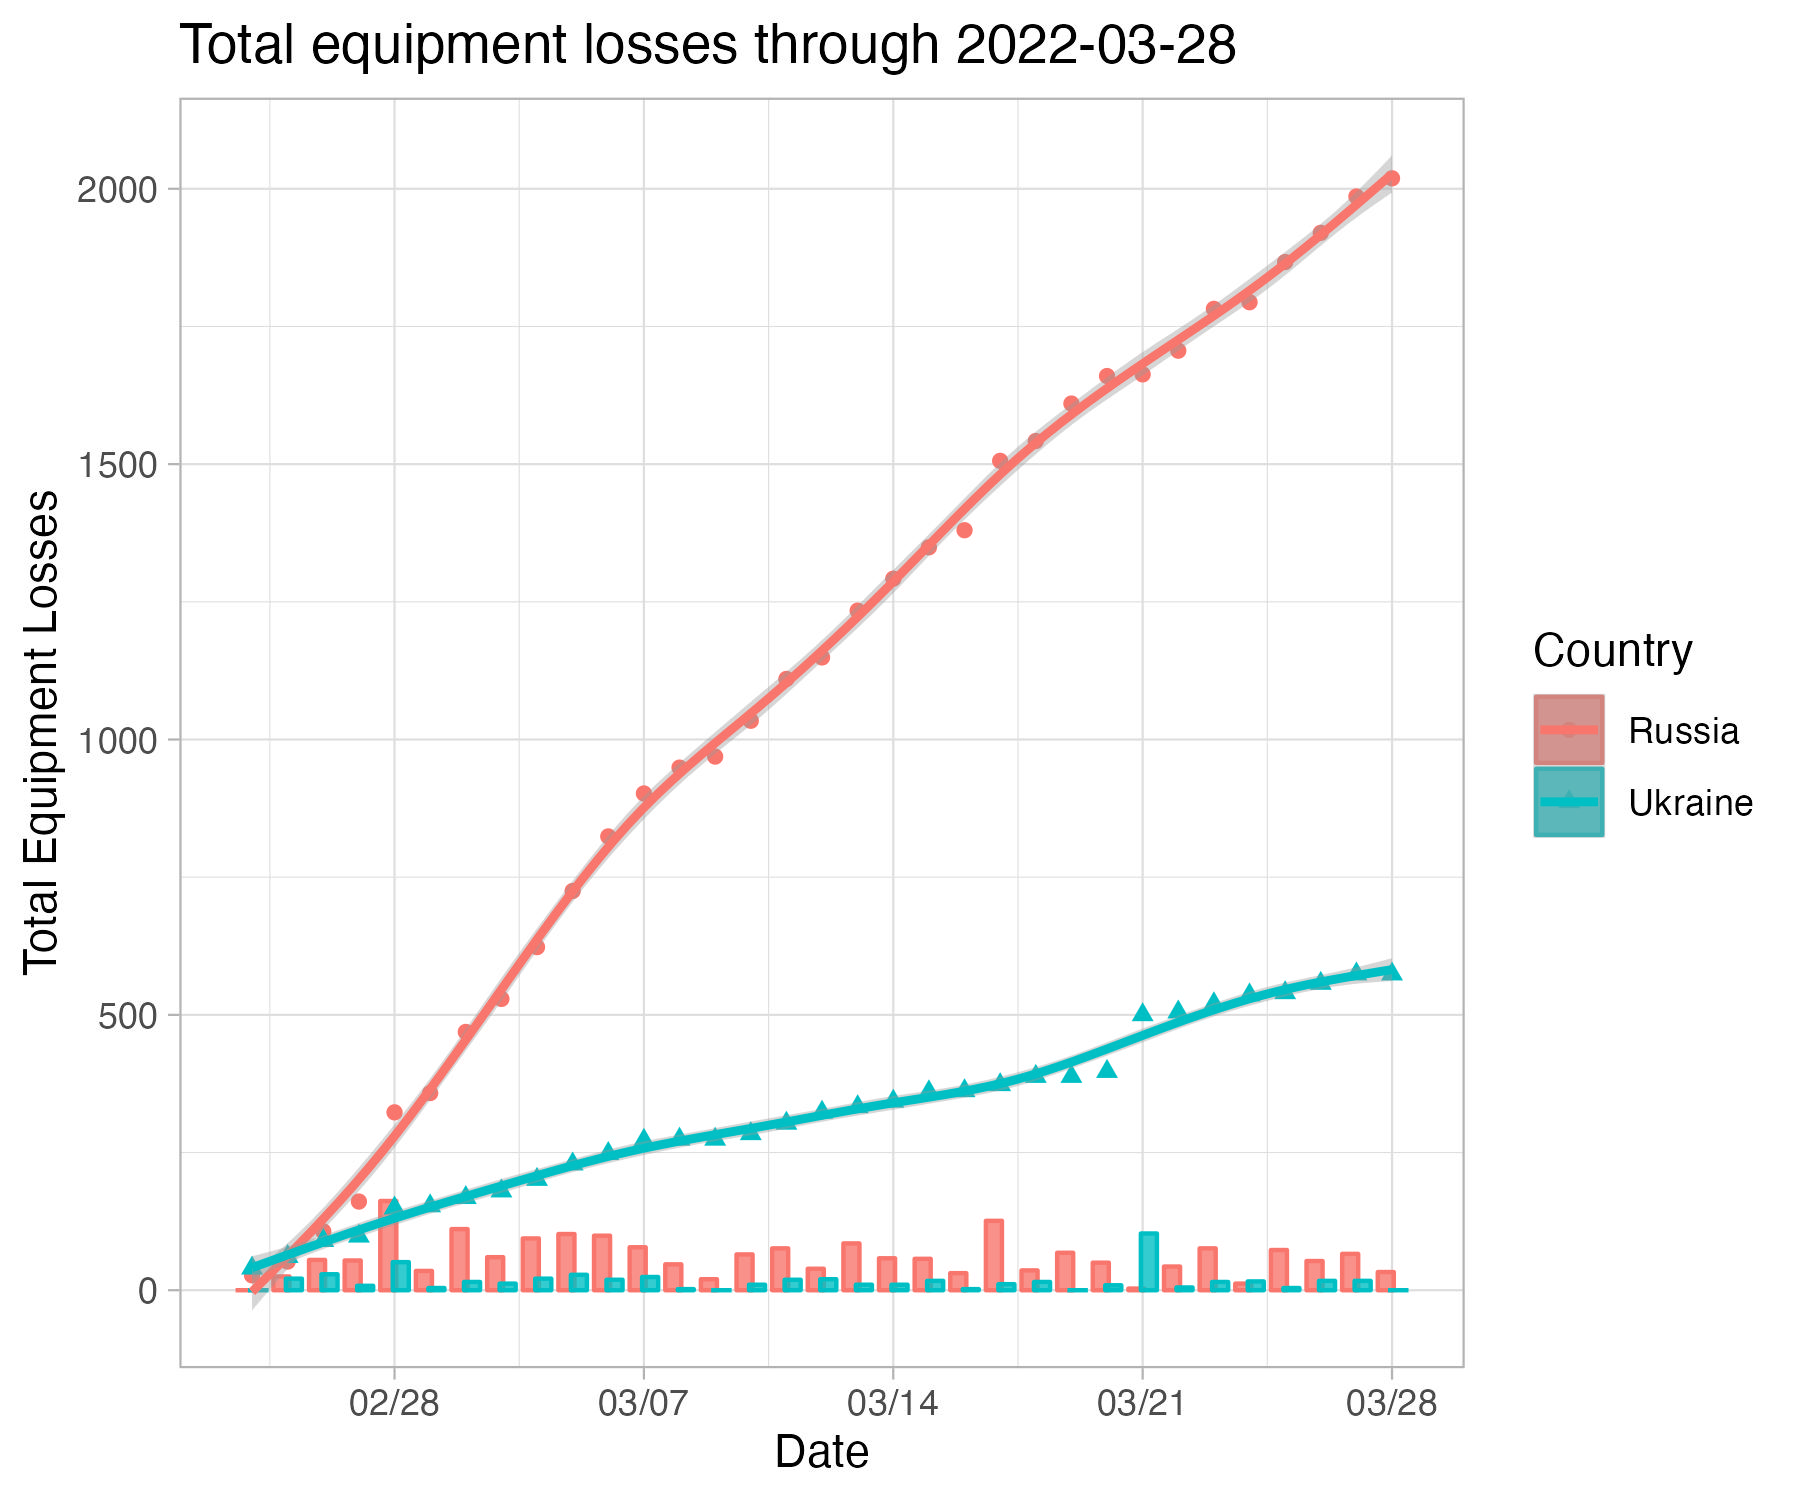 Total equipment losses through 2022-03-28
Total Equipment Losses
2000
1500
1000
500
0
02/28 03/07 03/14 03/21 03/28
Date
Country
Russia
Ukraine